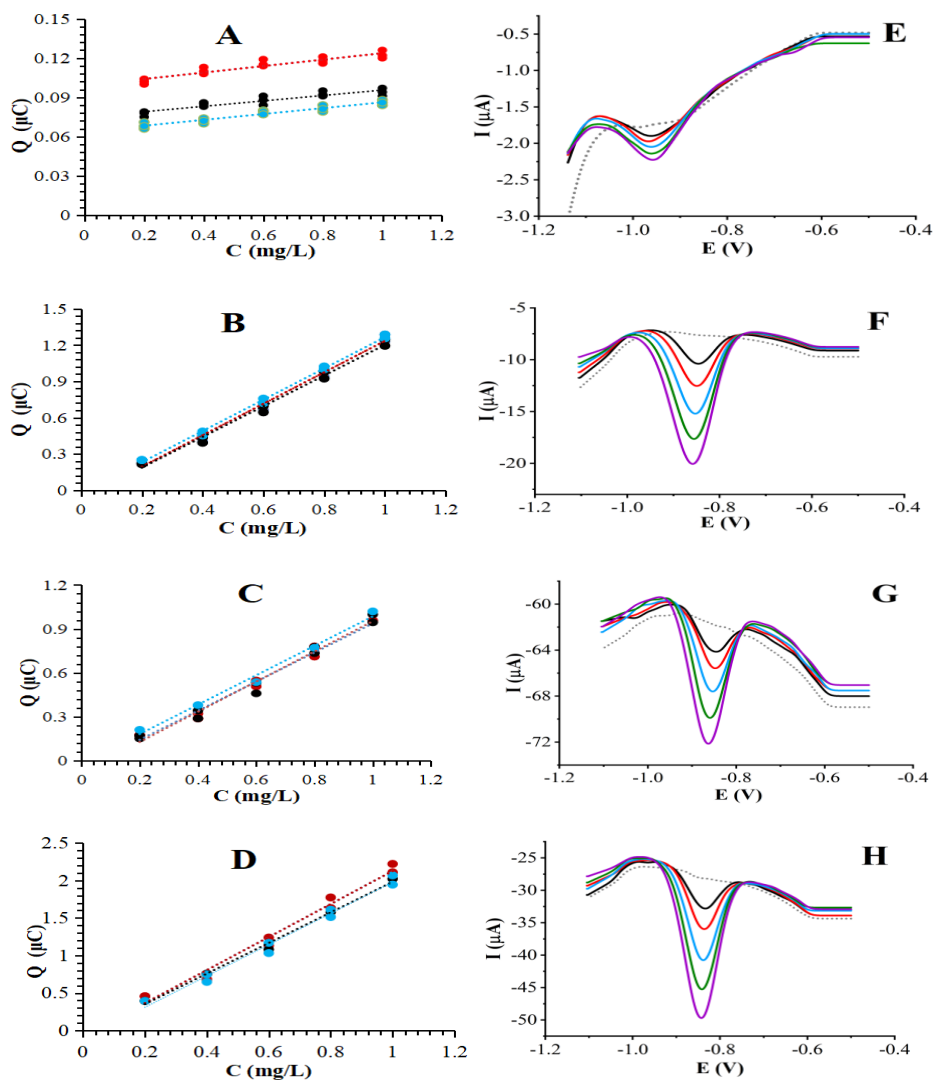 A
Q (μC)
0.15
0.12
0.09
0.06
0.03
0
0 0.2 0.4 0.6 0.8 1 1.2
C (mg/L)
E
I (μA)
-0.5
-1.0
-1.5
-2.0
-2.5
-3.0
-1.2 -1.0 -0.8 -0.6 -0.4
E (V)
B
Q (μC)
1.5
1.2
0.9
0.6
0.3
0
0 0.2 0.4 0.6 0.8 1 1.2
C (mg/L)
F
I (μA)
-5
-10
-15
-20
-1.2 -1.0 -0.8 -0.6 -0.4
E (V)
C
Q (μC)
1.2
0.9
0.6
0.3
0
0 0.2 0.4 0.6 0.8 1 1.2
C (mg/L)
G
I (μA)
-60
-64
-68
-72
-1.2 -1.0 -0.8 -0.6 -0.4
E (V)
D
Q (μC)
2.5
2
1.5
1
0.5
0
0 0.2 0.4 0.6 0.8 1 1.2
C (mg/L)
H
I (μA)
-25
-30
-35
-40
-45
-50
-1.2 -1.0 -0.8 -0.6 -0.4
E (V)